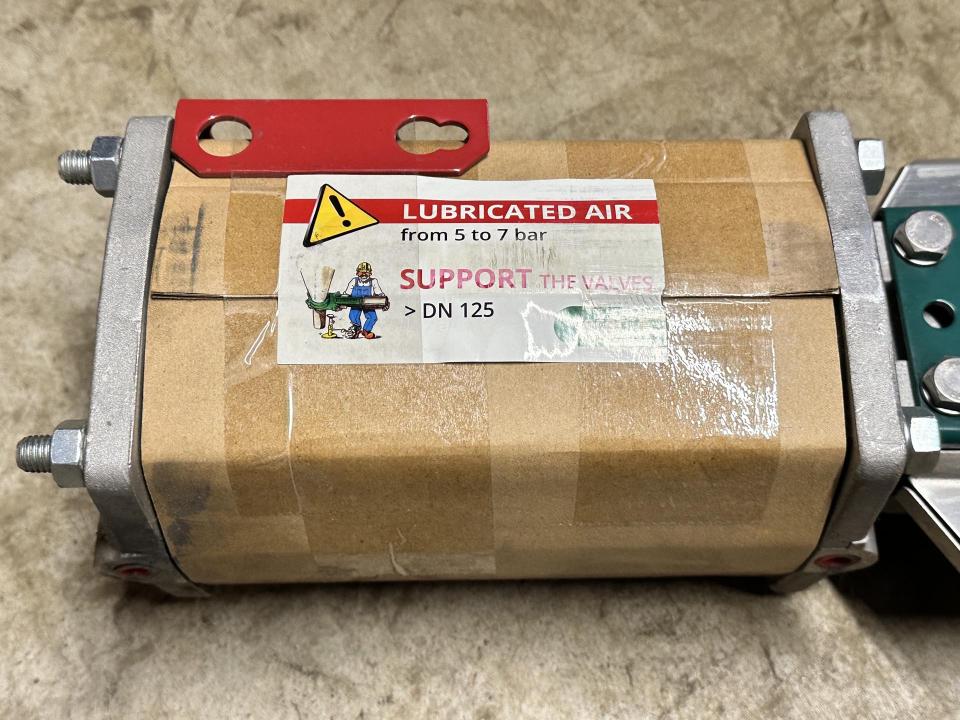 LUBRICATED AIR
from 5 to 7 bar
SUPPORT THE VALVES
> DN 125